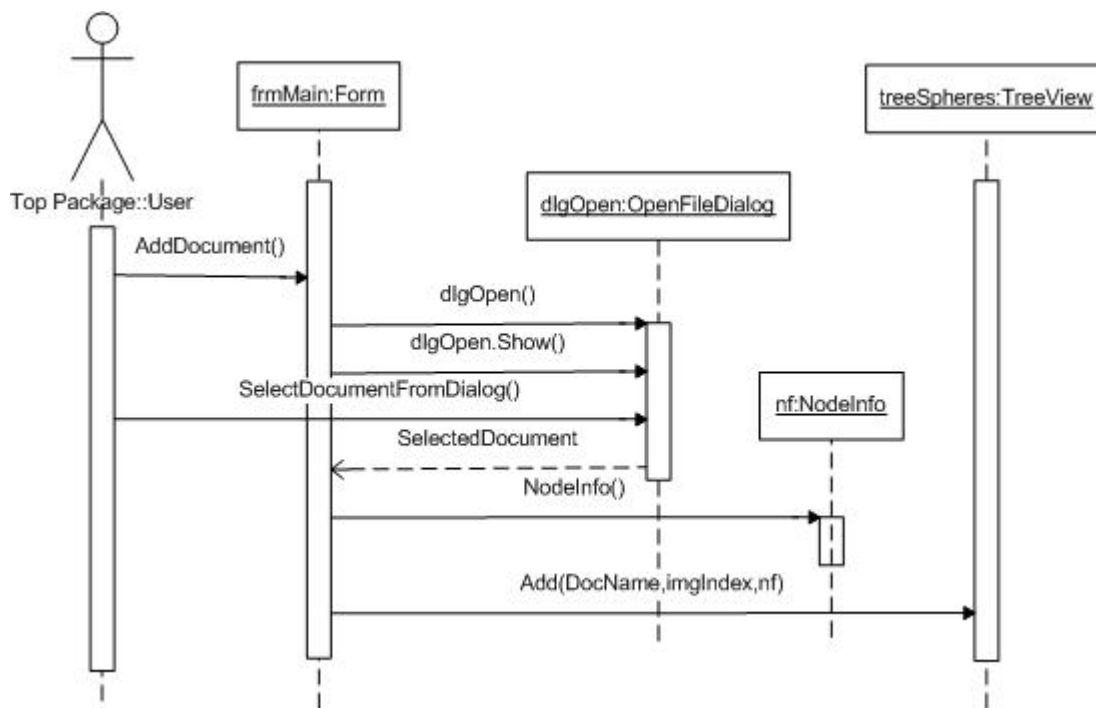 frmMain:Form
treeSpheres:TreeView
Top Package::User
dlgOpen:OpenFileDialog
AddDocument()
dlgOpen()
dlgOpen.Show()
SelectDocumentFromDialog()
nf:NodeInfo
SelectedDocument
NodeInfo()
Add(DocName,imgIndex,nf)